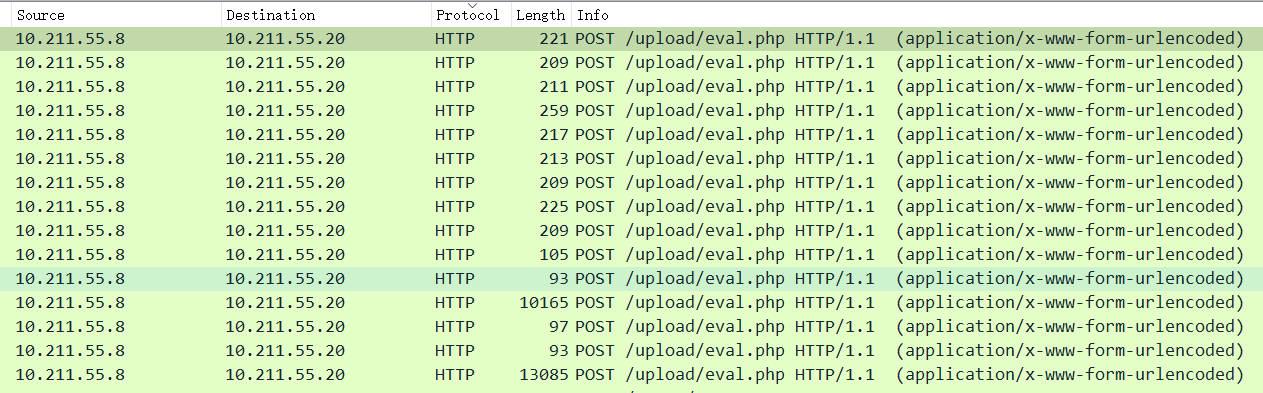 Source Destination Protocol Length Info
10.211.55.8 10.211.55.20 HTTP 221 POST /upload/eval.php HTTP/1.1 (application/x-www-form-urlencoded)
10.211.55.8 10.211.55.20 HTTP 209 POST /upload/eval.php HTTP/1.1 (application/x-www-form-urlencoded)
10.211.55.8 10.211.55.20 HTTP 211 POST /upload/eval.php HTTP/1.1 (application/x-www-form-urlencoded)
10.211.55.8 10.211.55.20 HTTP 259 POST /upload/eval.php HTTP/1.1 (application/x-www-form-urlencoded)
10.211.55.8 10.211.55.20 HTTP 217 POST /upload/eval.php HTTP/1.1 (application/x-www-form-urlencoded)
10.211.55.8 10.211.55.20 HTTP 213 POST /upload/eval.php HTTP/1.1 (application/x-www-form-urlencoded)
10.211.55.8 10.211.55.20 HTTP 209 POST /upload/eval.php HTTP/1.1 (application/x-www-form-urlencoded)
10.211.55.8 10.211.55.20 HTTP 225 POST /upload/eval.php HTTP/1.1 (application/x-www-form-urlencoded)
10.211.55.8 10.211.55.20 HTTP 209 POST /upload/eval.php HTTP/1.1 (application/x-www-form-urlencoded)
10.211.55.8 10.211.55.20 HTTP 105 POST /upload/eval.php HTTP/1.1 (application/x-www-form-urlencoded)
10.211.55.8 10.211.55.20 HTTP 93 POST /upload/eval.php HTTP/1.1 (application/x-www-form-urlencoded)
10.211.55.8 10.211.55.20 HTTP 10165 POST /upload/eval.php HTTP/1.1 (application/x-www-form-urlencoded)
10.211.55.8 10.211.55.20 HTTP 97 POST /upload/eval.php HTTP/1.1 (application/x-www-form-urlencoded)
10.211.55.8 10.211.55.20 HTTP 93 POST /upload/eval.php HTTP/1.1 (application/x-www-form-urlencoded)
10.211.55.8 10.211.55.20 HTTP 13085 POST /upload/eval.php HTTP/1.1 (application/x-www-form-urlencoded)